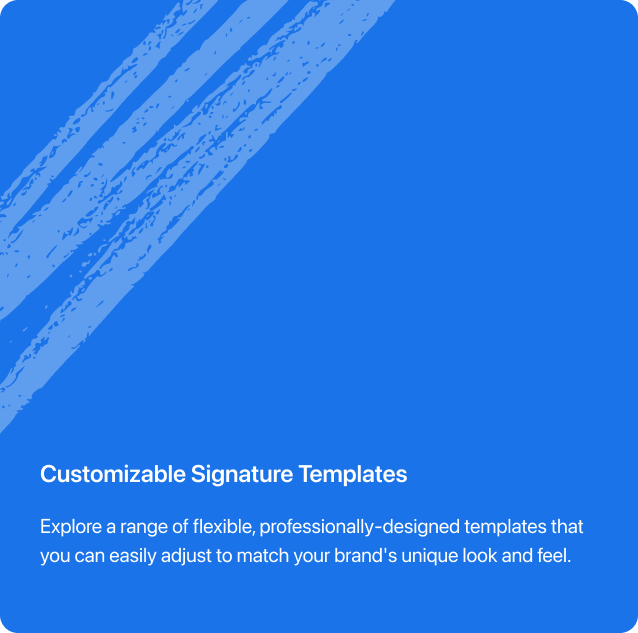 Customizable Signature Templates
Explore a range of flexible, professionally-designed templates that
you can easily adjust to match your brand's unique look and feel.